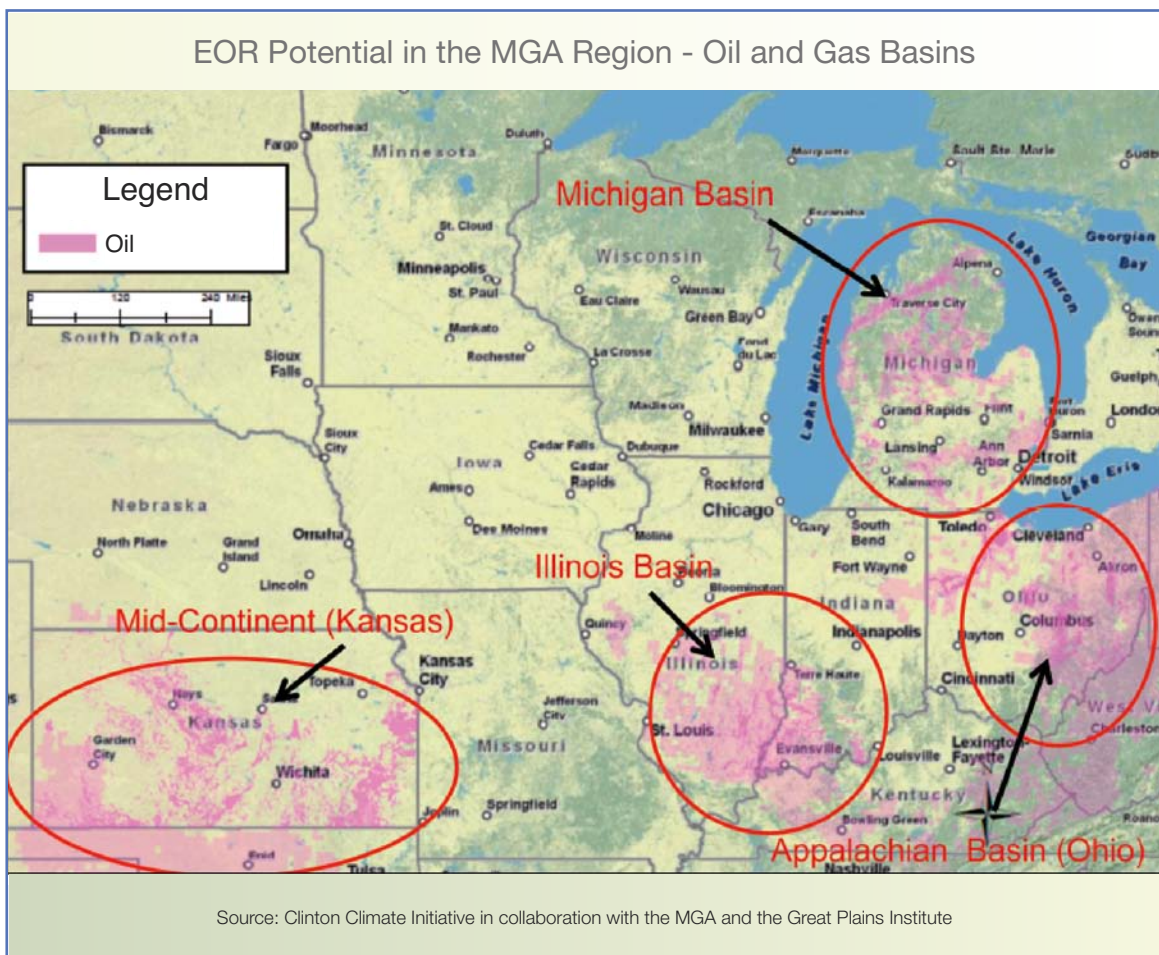 EOR Potential in the MGA Region - Oil and Gas Basins
Bismarck
Fargo
Moorhead
Duluth
Minnesota
Marquette
Sault Ste. Marie
Legend
Oil
Michigan Basin
Escanaba
Georgian
Bay
St. Cloud
Wisconsin
Alpena
Lake Huron
Minneapolis
St. Paul
Eau Claire
Wausau
Traverse City
0 120 240 Miles
Green Bay
South Dakota
Mankato
Rochester
La Crosse
Fond
du Lac
Lake Michigan
Michigan
Guelph
Sioux
Falls
Madison
Milwaukee
Grand Rapids
Flint
Sarnia
London
Sioux
City
Cedar Falls
Dubuque
Lansing
Ann
Arbor
Detroit
Windsor
Lake Erie
Iowa
Cedar
Rapids
Rockford
Kalamazoo
Ames
Chicago
Nebraska
Des Moines
Moline
Gary
South
Bend
Toledo
Cleveland
North Platte
Grand
Island
Omaha
Lincoln
Fort Wayne
Akron
Illinois Basin
Bloomington
Indiana
Ohio
Mid-Continent (Kansas)
Quincy
Springfield
Indianapolis
Dayton
Columbus
Illinois
Terre Haute
Cincinnati
Kansas
City
Topeka
Hays
Kansas
Jefferson
City
Missouri
St. Louis
West Vi
Charleston
Garden
City
Wichita
Evansville
Louisville
Lexington-
Fayette
Kentucky
N
Joplin
Springfield
Bowling Green
Roano
Enid
Tulsa
Nashville
Appalachian Basin (Ohio)
Source: Clinton Climate Initiative in collaboration with the MGA and the Great Plains Institute